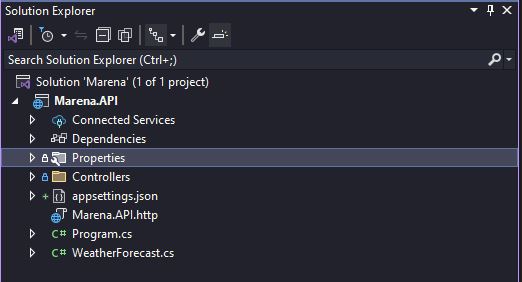 Solution Explorer
Search Solution Explorer (Ctrl+;)
Solution 'Marena' (1 of 1 project)
Marena.API
Connected Services
Dependencies
Properties
Controllers
appsettings.json
Marena.API.http
C# Program.cs
C# WeatherForecast.cs